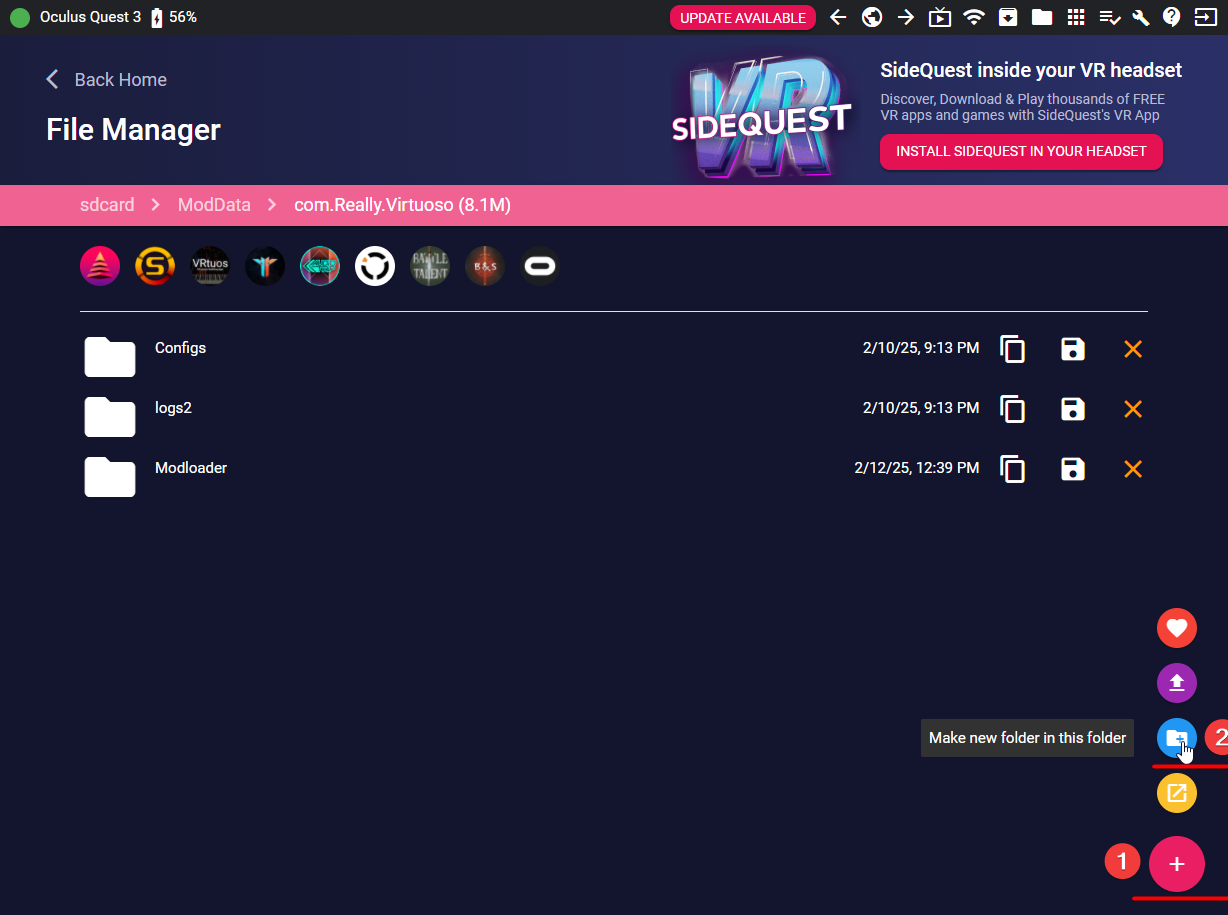 Oculus Quest 3 56% UPDATE AVAILABLE
Back Home
File Manager
VR
SIDEQUEST
SideQuest inside your VR headset
Discover, Download & Play thousands of FREE
VR apps and games with SideQuest's VR App
INSTALL SIDEQUEST IN YOUR HEADSET
sdcard > ModData > com.Really.Virtuoso (8.1M)
S
VRtuos
BATTLE
TALENT
B&S
Configs 2/10/25, 9:13 PM
logs2 2/10/25, 9:13 PM
Modloader 2/12/25, 12:39 PM
Make new folder in this folder
2
1 +